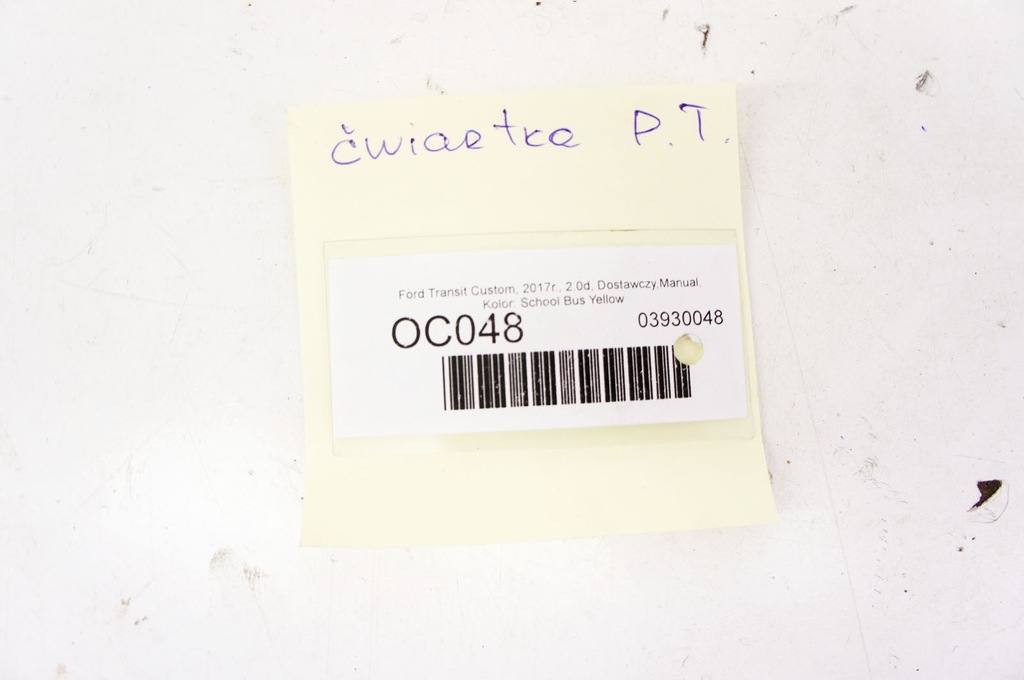 ćwiartka P.T.
Ford Transit Custom, 2017r., 2.0d, Dostawczy,Manual,
Kolor: School Bus Yellow
OC048
03930048